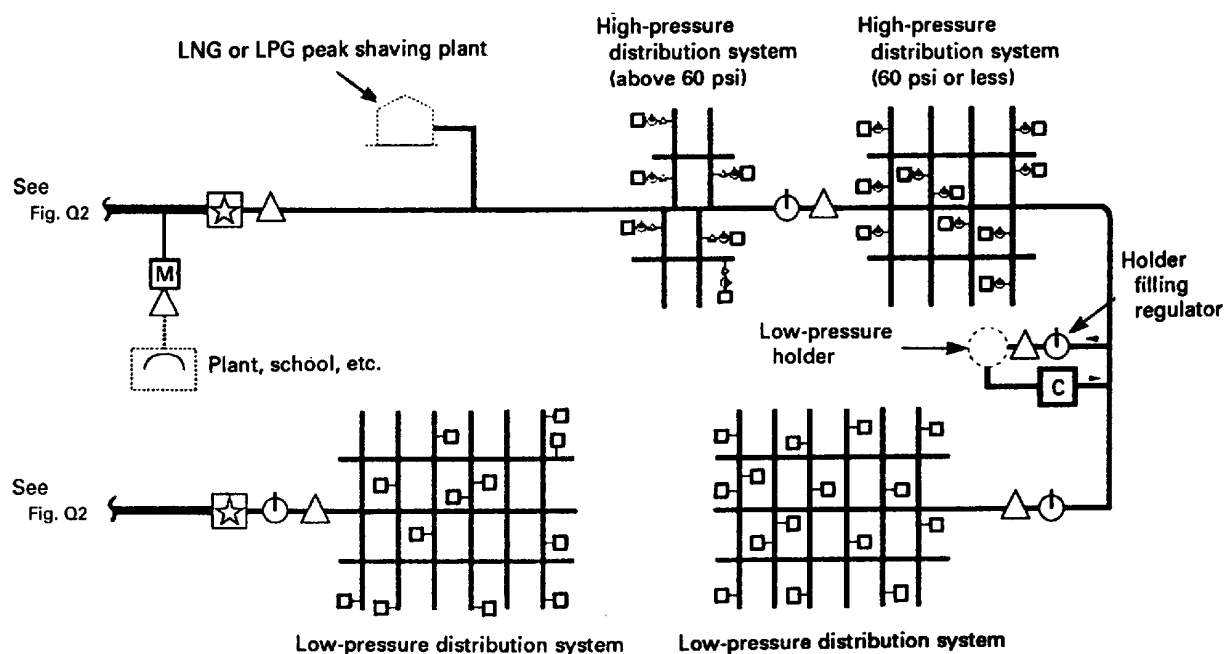 LNG or LPG peak shaving plant
High-pressure
distribution system
(above 60 psi)
High-pressure
distribution system
(60 psi or less)
See
Fig. Q2
M
Plant, school, etc.
Holder
filling
regulator
Low-pressure
holder
C
See
Fig. Q2
Low-pressure distribution system
Low-pressure distribution system